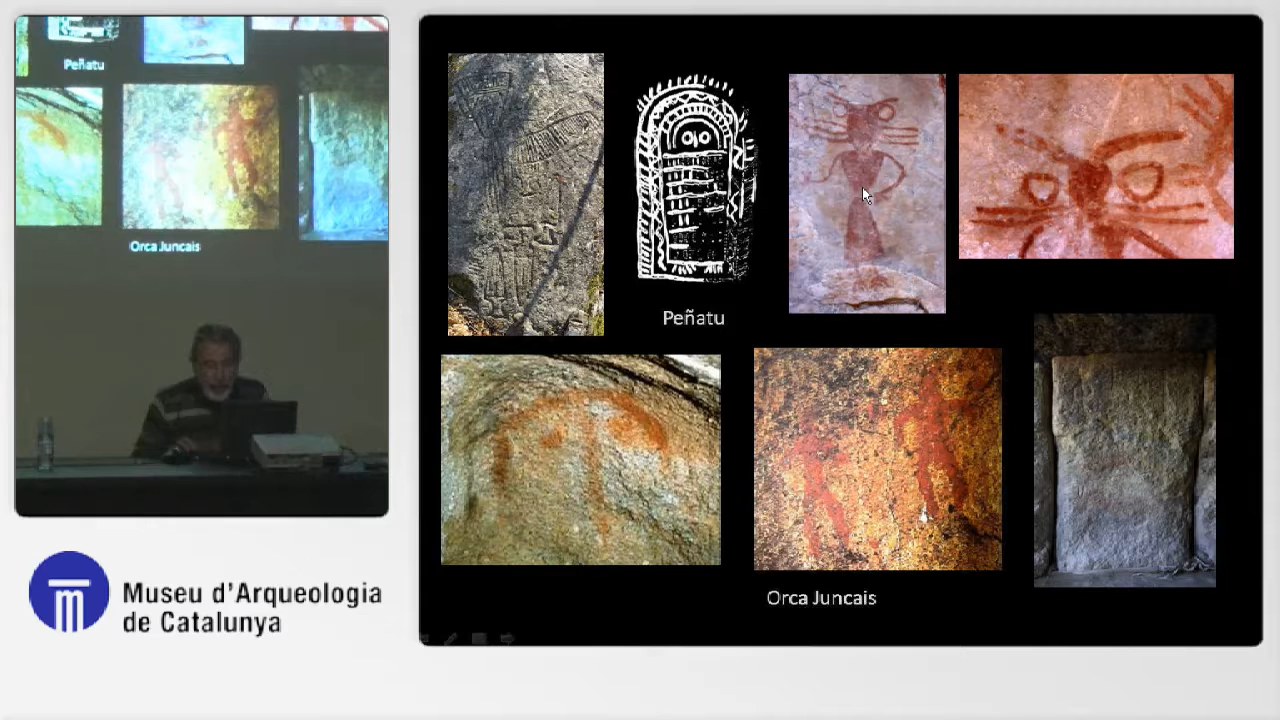 Peñatu
Orca Juncais
Museu d'Arqueologia
de Catalunya
Peñatu
Orca Juncais